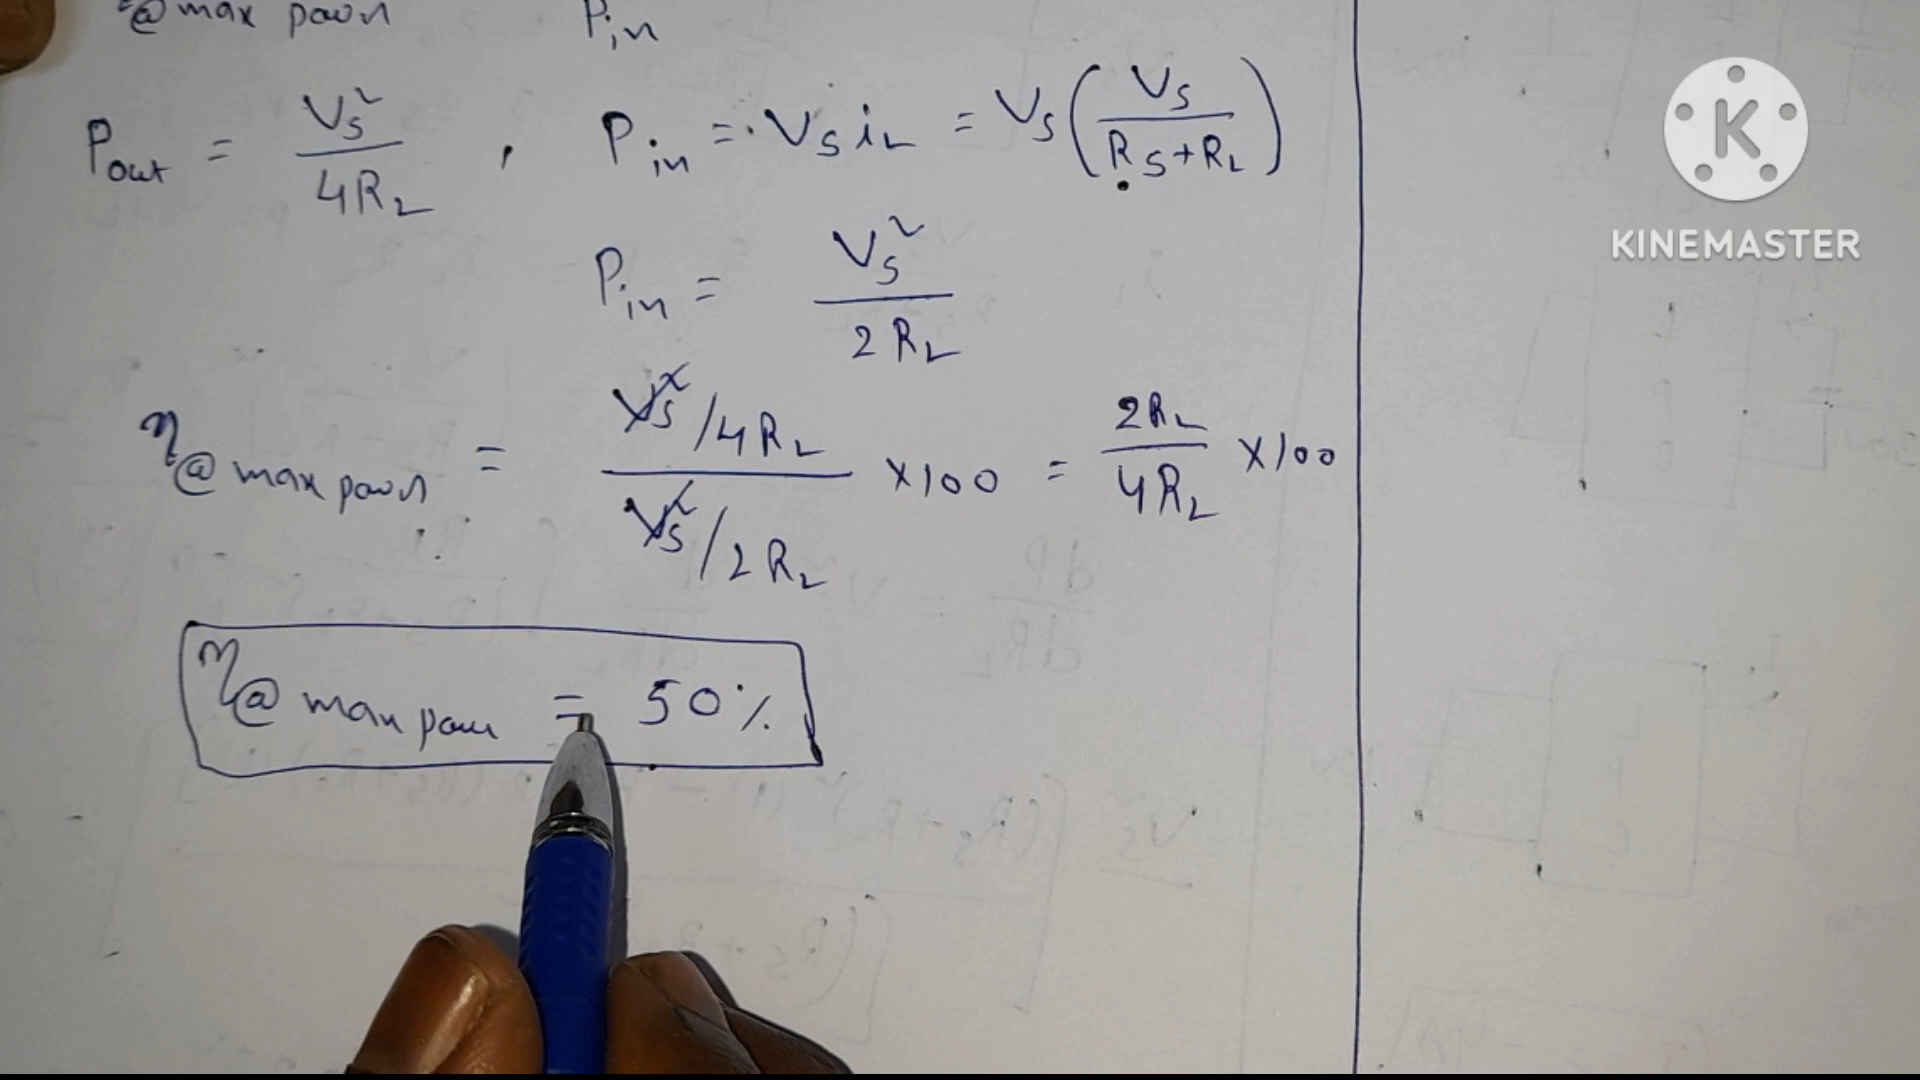 @ max power Pin
Pout = Vs²/4RL , Pin = Vs iL = Vs (Vs/(Rs+RL))
Pin = Vs²/2RL
η@ max power = (Vs²/4RL)/(Vs²/2RL) ×100 = 2RL/4RL ×100
η@ max power = 50%
K
KINEMASTER